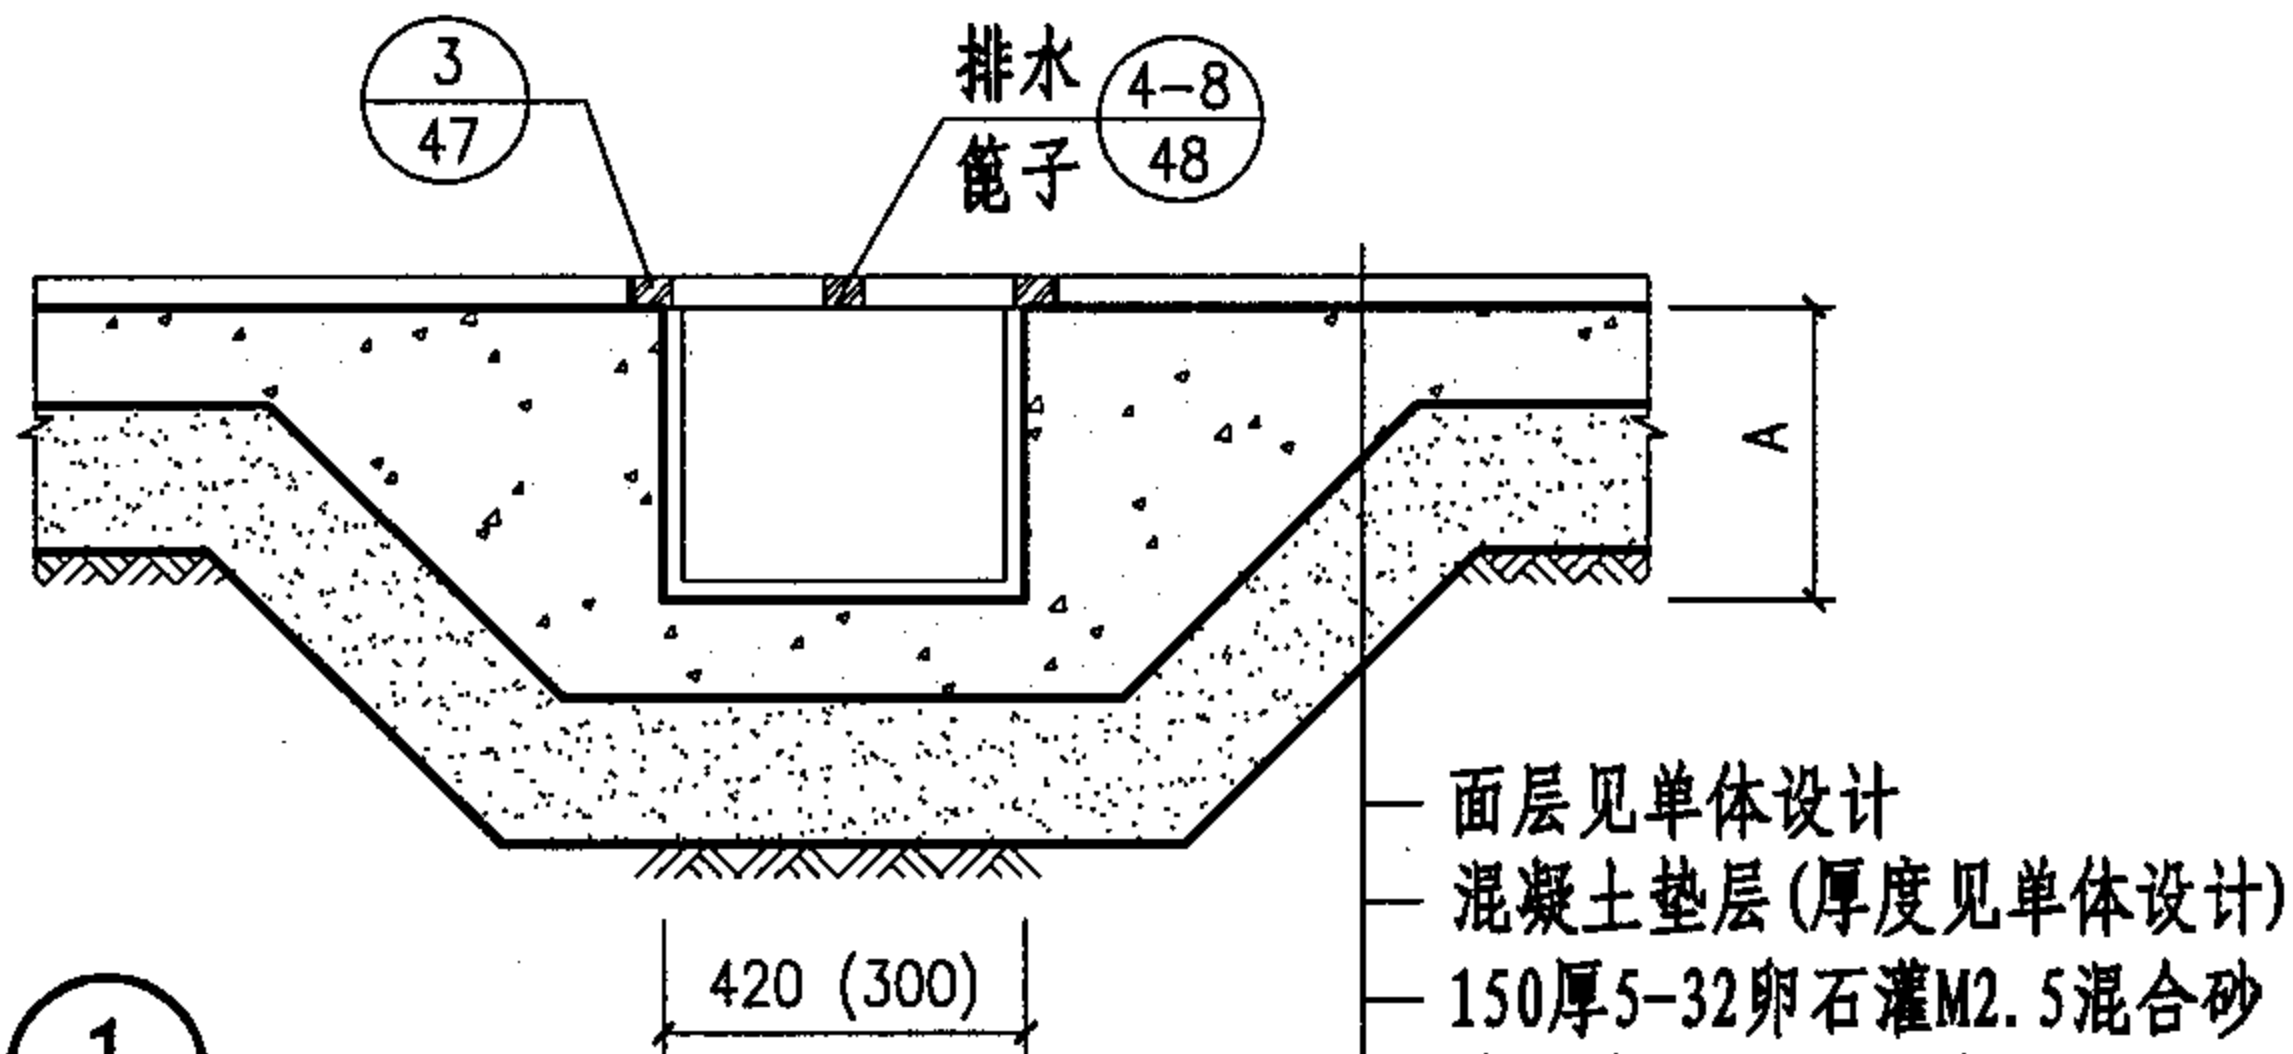 3
47
排水
篦子
4-8
48
A
面层见单体设计
混凝土垫层(厚度见单体设计)
150厚5-32卵石灌M2.5混合砂
420 (300)
1